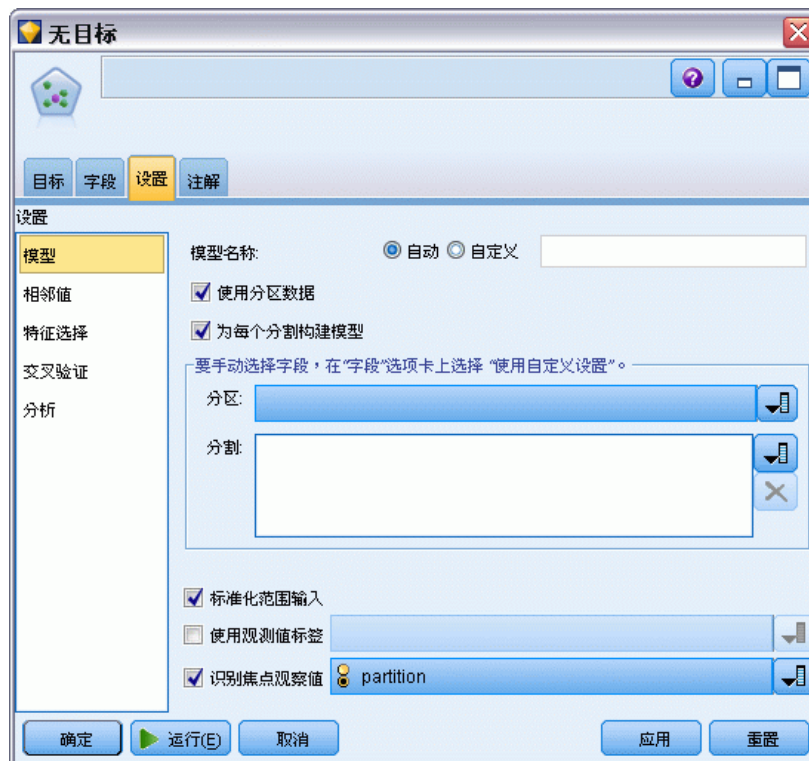 无目标
目标 字段 设置 注解
设置
模型
相邻值
特征选择
交叉验证
分析
模型名称: 自动 自定义
使用分区数据
为每个分割构建模型
要手动选择字段，在“字段”选项卡上选择 “使用自定义设置”。
分区:
分割:
标准化范围输入
使用观测值标签
识别焦点观察值 partition
确定 运行(E) 取消 应用 重置